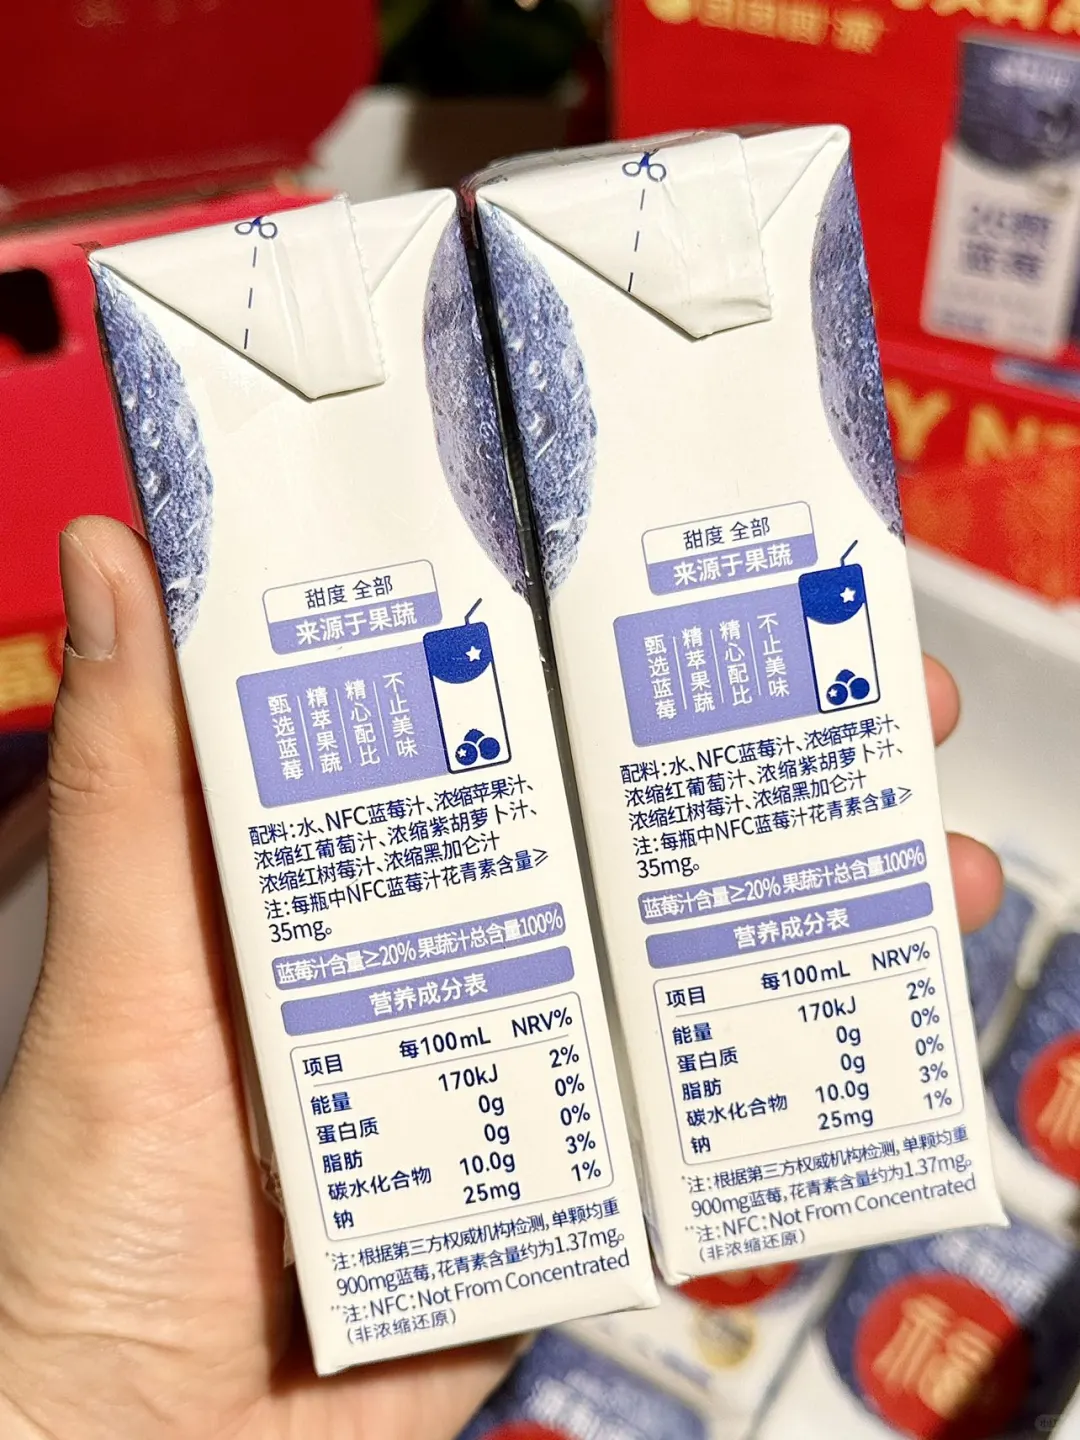 甜度 全部
来源于果蔬
甄选蓝莓
精萃果蔬
精心配比
不止美味
配料:水、NFC蓝莓汁、浓缩苹果汁、
浓缩红葡萄汁、浓缩紫胡萝卜汁、
浓缩红树莓汁、浓缩黑加仑汁
注:每瓶中NFC蓝莓汁花青素含量≥
35mg。
蓝莓汁含量≥20% 果蔬汁总含量100%
营养成分表
项目 每100mL NRV%
能量 170kJ 2%
蛋白质 0g 0%
脂肪 0g 0%
碳水化合物 10.0g 3%
钠 25mg 1%
*注:根据第三方权威机构检测,单颗均重
900mg蓝莓,花青素含量约为1.37mg。
**注:NFC:Not From Concentrated
(非浓缩还原)
甜度 全部
来源于果蔬
甄选蓝莓
精萃果蔬
精心配比
不止美味
配料:水、NFC蓝莓汁、浓缩苹果汁、
浓缩红葡萄汁、浓缩紫胡萝卜汁、
浓缩红树莓汁、浓缩黑加仑汁
注:每瓶中NFC蓝莓汁花青素含量≥
35mg。
蓝莓汁含量≥20% 果蔬汁总含量100%
营养成分表
项目 每100mL NRV%
能量 170kJ 2%
蛋白质 0g 0%
脂肪 0g 0%
碳水化合物 10.0g 3%
钠 25mg 1%
*注:根据第三方权威机构检测,单颗均重
900mg蓝莓,花青素含量约为1.37mg。
**注:NFC:Not From Concentrated
(非浓缩还原)
福